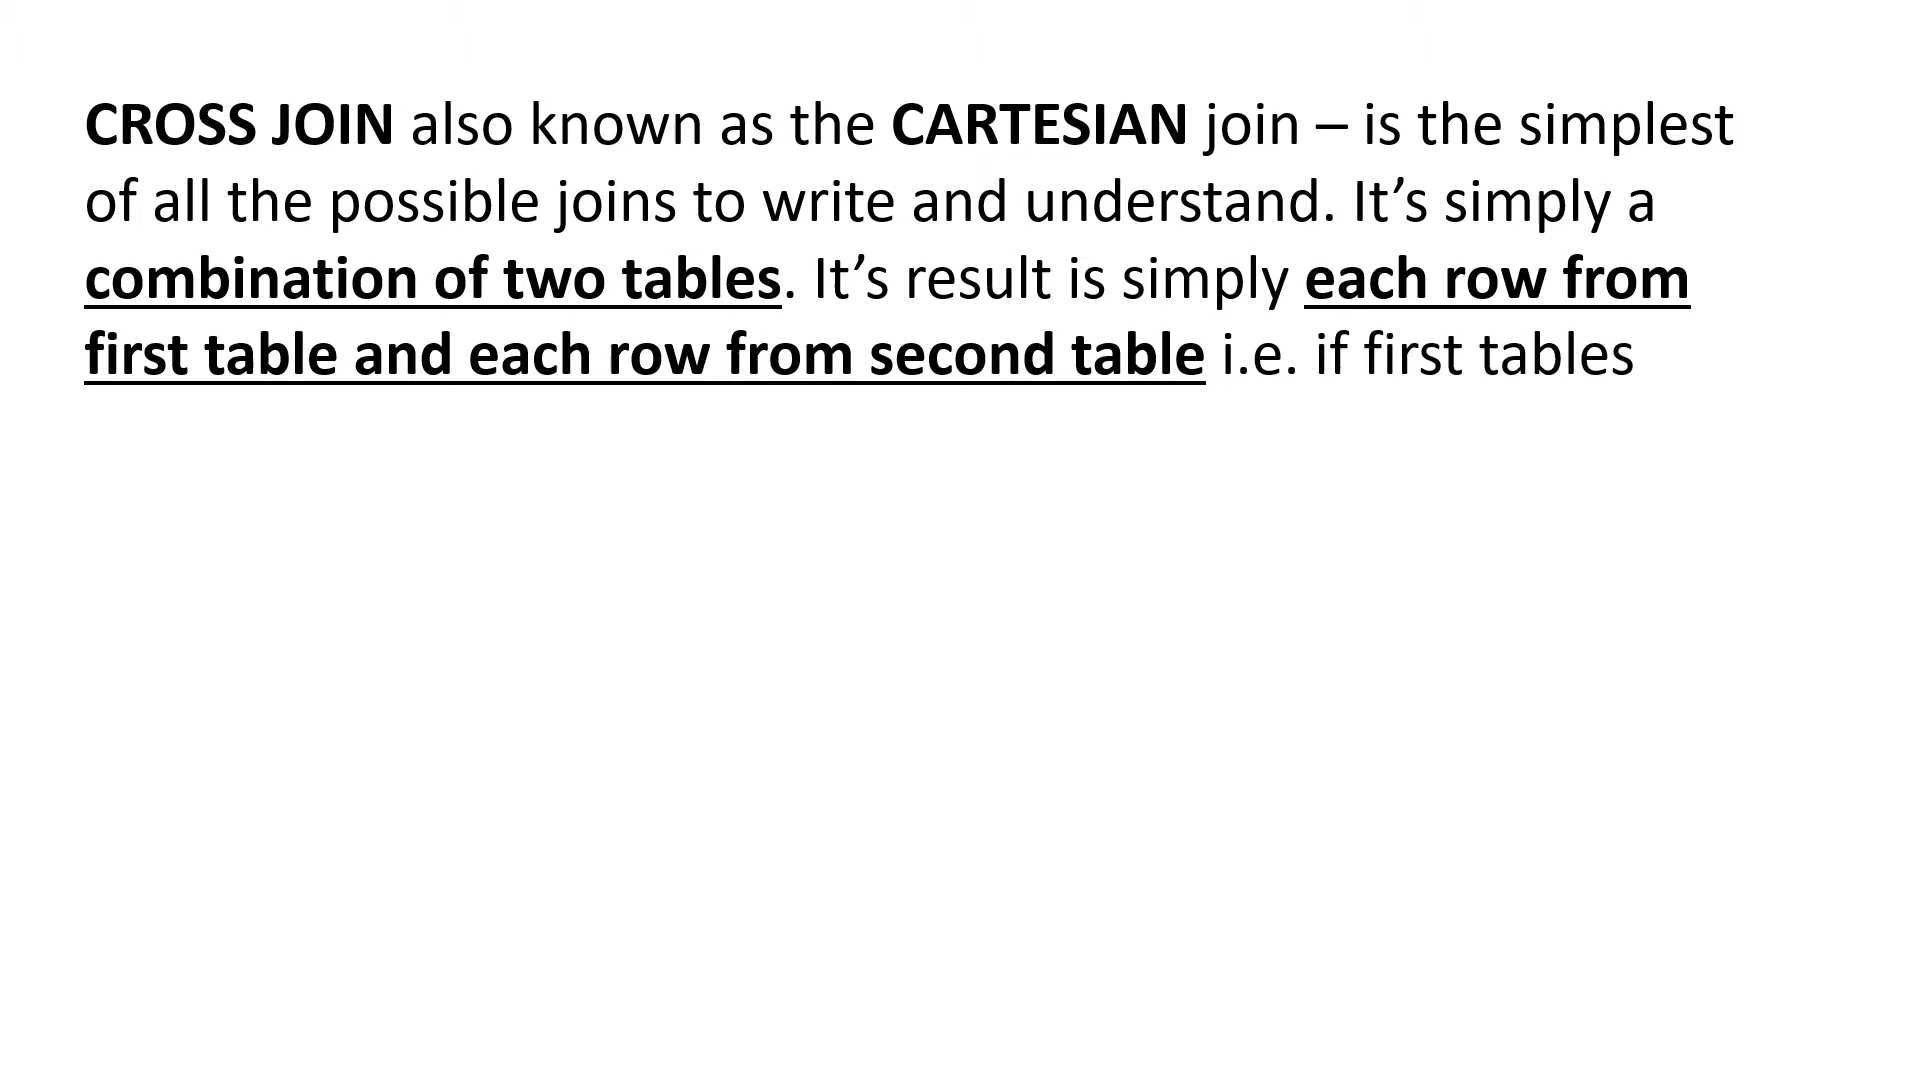 CROSS JOIN also known as the CARTESIAN join – is the simplest
of all the possible joins to write and understand. It’s simply a
combination of two tables. It’s result is simply each row from
first table and each row from second table i.e. if first tables